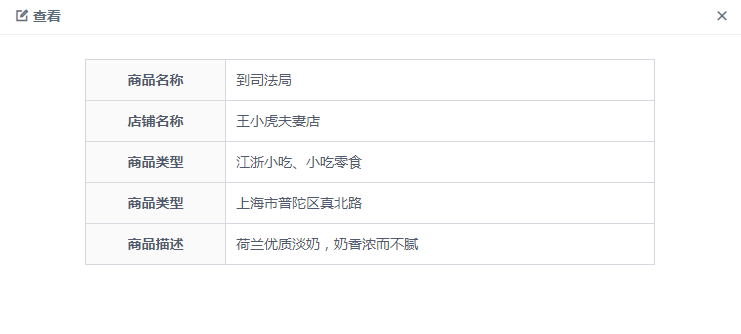 查看
商品名称 到司法局
店铺名称 王小虎夫妻店
商品类型 江浙小吃、小吃零食
商品类型 上海市普陀区真北路
商品描述 荷兰优质淡奶，奶香浓而不腻